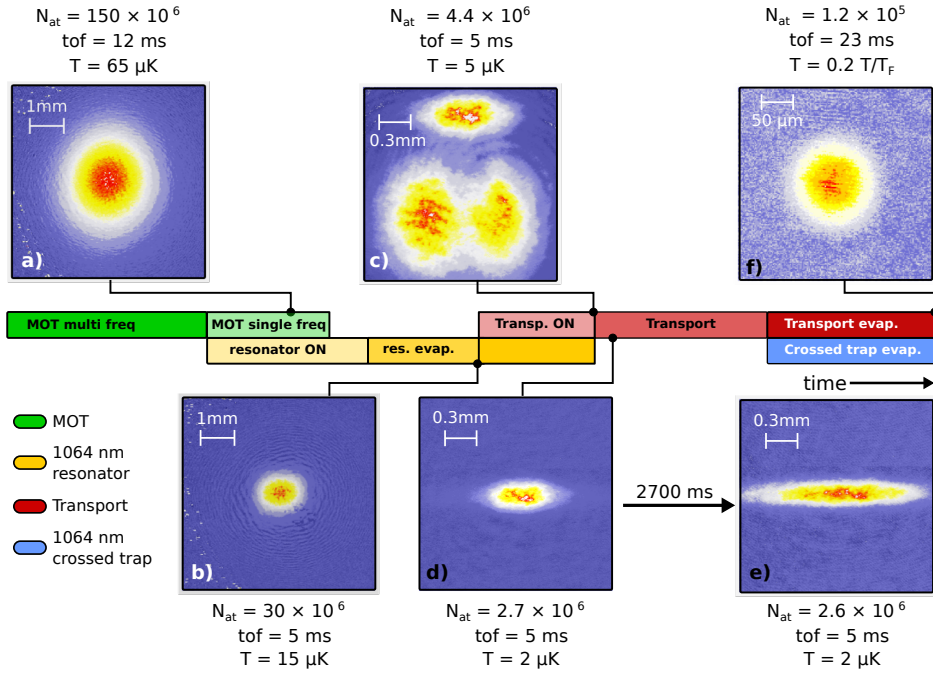 N_at = 150 × 10^6
tof = 12 ms
T = 65 µK
N_at = 4.4 × 10^6
tof = 5 ms
T = 5 µK
N_at = 1.2 × 10^5
tof = 23 ms
T = 0.2 T/T_F
1mm
a)
0.3mm
c)
50 µm
f)
MOT multi freq
MOT single freq
Transp. ON
Transport
Transport evap.
resonator ON
res. evap.
Crossed trap evap.
time
MOT
1064 nm
resonator
Transport
1064 nm
crossed trap
1mm
b)
0.3mm
d)
2700 ms
0.3mm
e)
N_at = 30 × 10^6
tof = 5 ms
T = 15 µK
N_at = 2.7 × 10^6
tof = 5 ms
T = 2 µK
N_at = 2.6 × 10^6
tof = 5 ms
T = 2 µK